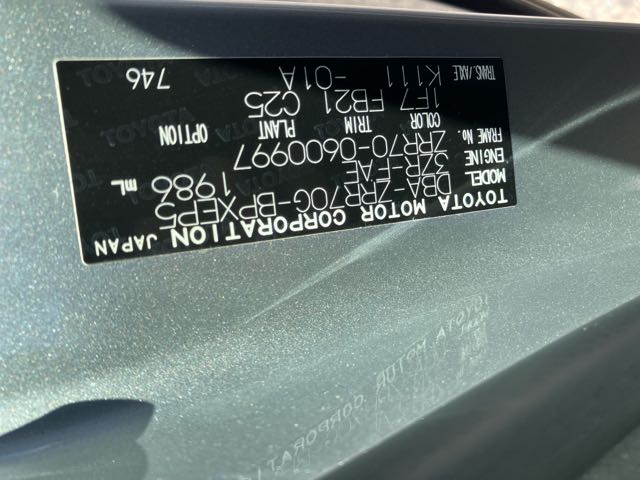 TOYOTA MOTOR CORPORATION JAPAN
MODEL DBA-ZRR70G-BPXEP5
ENGINE 3ZR-FAE 1986 mL
FRAME No. ZRR70-0600997
COLOR TRIM PLANT OPTION
1F7 FB21 C25
TRANS./AXLE K111 -01A 746